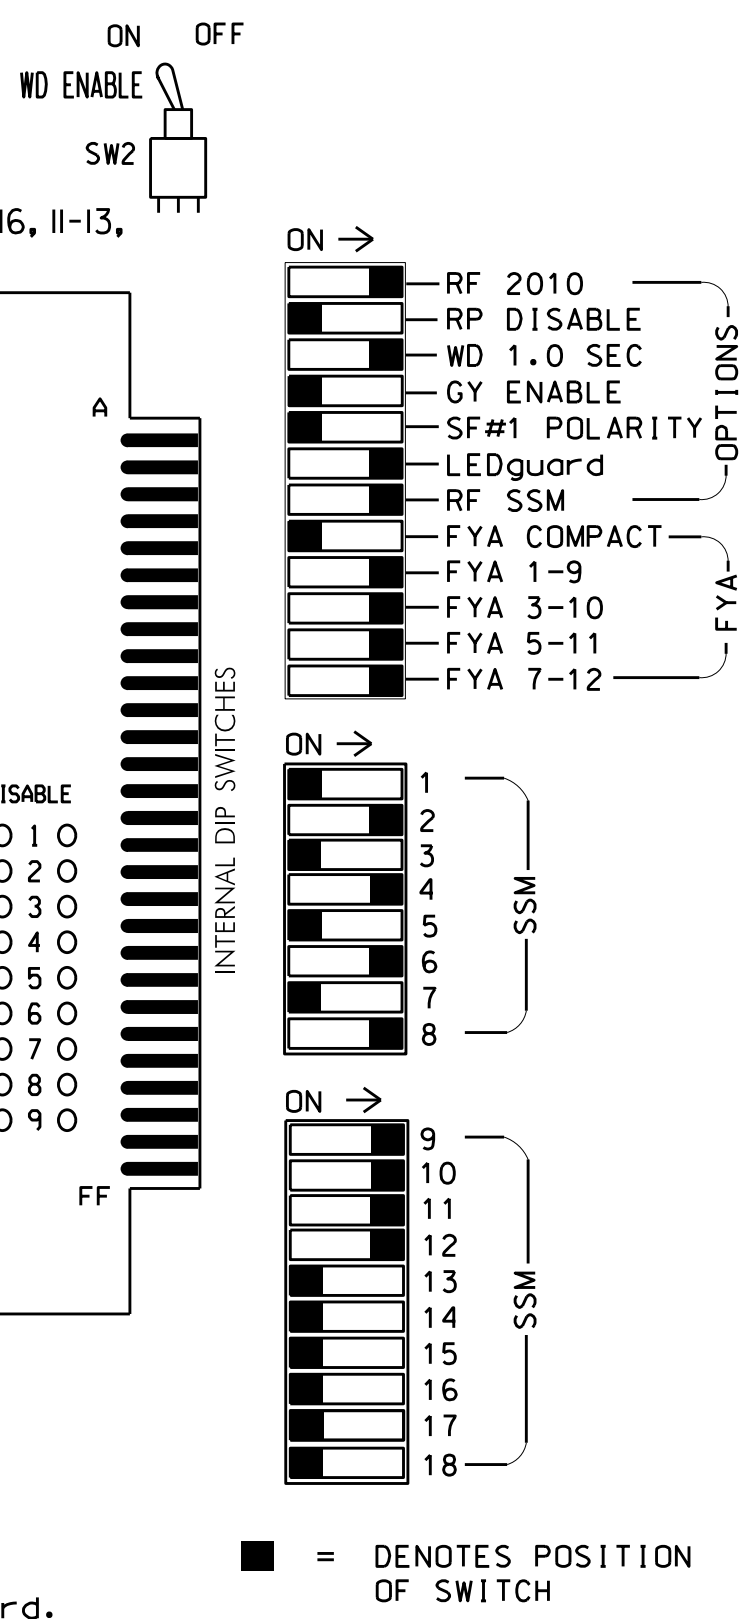 ON OFF
WD ENABLE
SW2
16, 11-13,
ON →
RF 2010
RP DISABLE
WD 1.0 SEC
GY ENABLE
SF#1 POLARITY
LEDguard
RF SSM
OPTIONS
FYA COMPACT
FYA 1-9
FYA 3-10
FYA 5-11
FYA 7-12
FYA
A
FF
INTERNAL DIP SWITCHES
ISABLE
1
2
3
4
5
6
7
8
9
ON →
1
2
3
4
5
6
7
8
SSM
ON →
9
10
11
12
13
14
15
16
17
18
SSM
= DENOTES POSITION
OF SWITCH
rd.